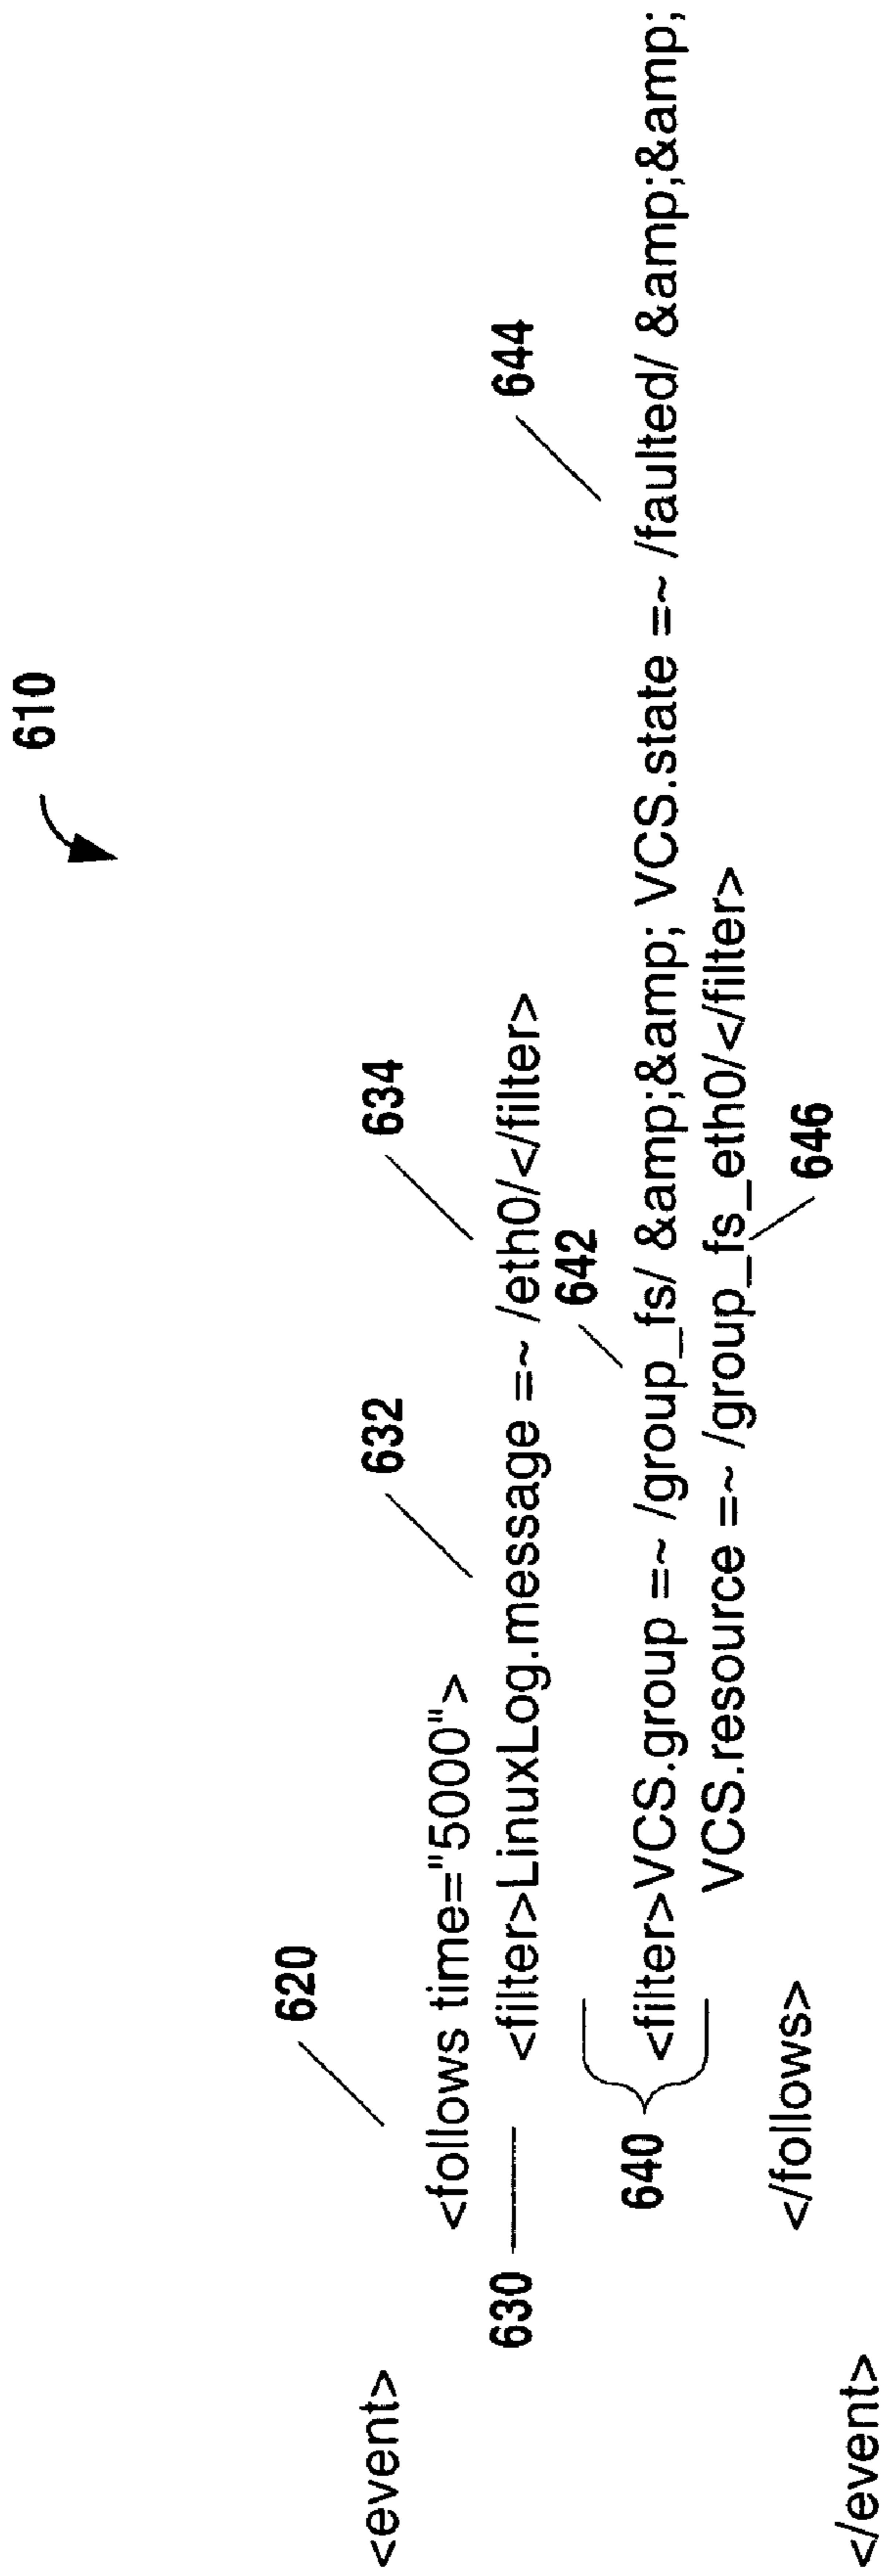 610
<event>
620
<follows time="5000">
632
634
630
<filter>LinuxLog.message =~ /eth0/</filter>
642
644
640
<filter>VCS.group =~ /group_fs/ &amp;&amp; VCS.state =~ /faulted/ &amp;&amp;
VCS.resource =~ /group_fs_eth0/</filter>
646
</follows>
</event>